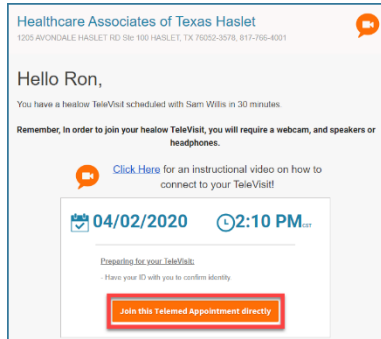 Healthcare Associates of Texas Haslet
1205 AVONDALE HASLET RD Ste 100 HASLET, TX 76052-3578, 817-766-4001
Hello Ron,
You have a healow TeleVisit scheduled with Sam Willis in 30 minutes.
Remember, In order to join your healow TeleVisit, you will require a webcam, and speakers or
headphones.
Click Here for an instructional video on how to
connect to your TeleVisit!
04/02/2020 2:10 PM CST
Preparing for your TeleVisit:
- Have your ID with you to confirm identity.
Join this Telemed Appointment directly